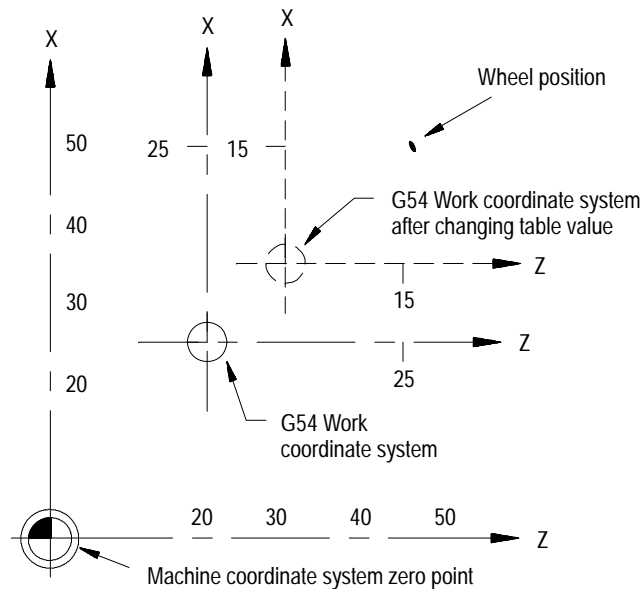 X
X
X
Wheel position
50
25
15
G54 Work coordinate system
after changing table value
40
Z
30
15
Z
20
25
G54 Work
coordinate system
20
30
40
50
Z
Machine coordinate system zero point